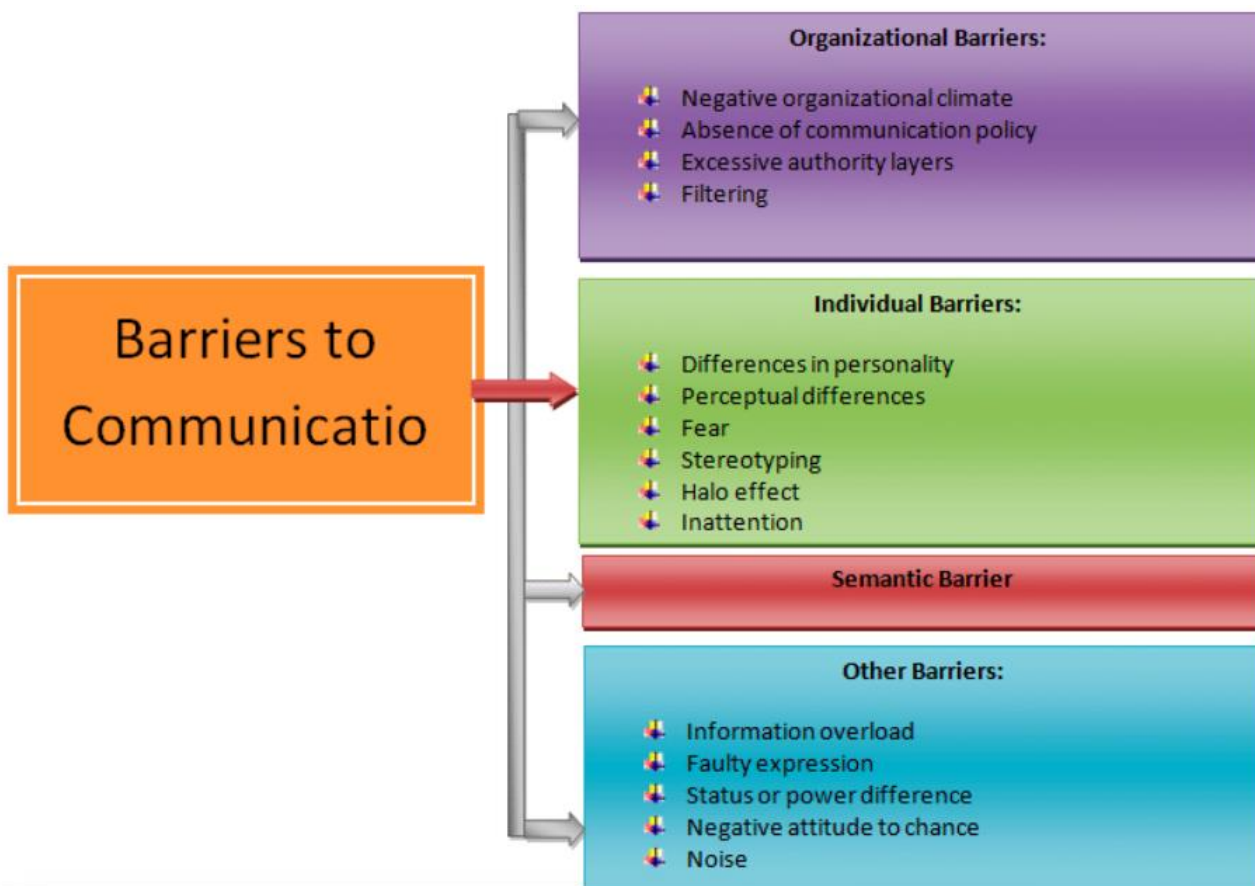 Barriers to
Communicatio
Organizational Barriers:
Negative organizational climate
Absence of communication policy
Excessive authority layers
Filtering
Individual Barriers:
Differences in personality
Perceptual differences
Fear
Stereotyping
Halo effect
Inattention
Semantic Barrier
Other Barriers:
Information overload
Faulty expression
Status or power difference
Negative attitude to chance
Noise